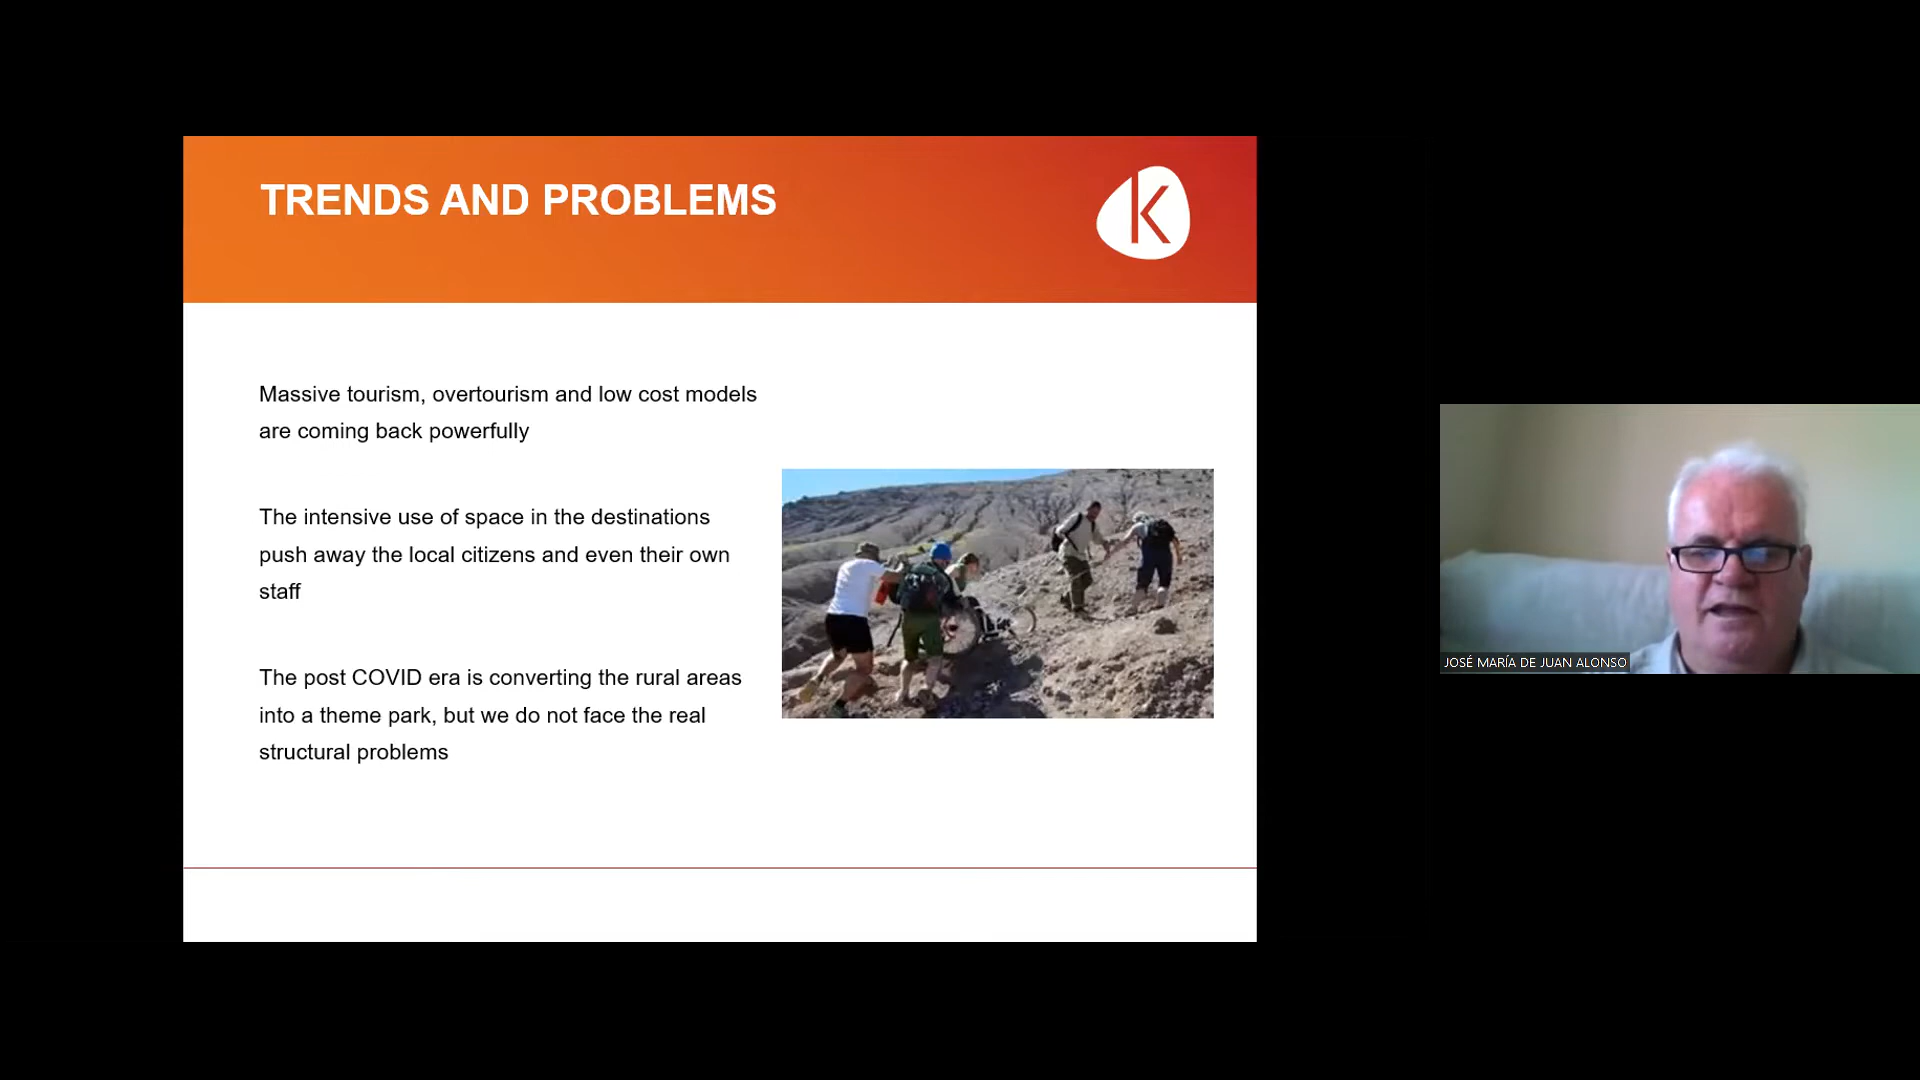 TRENDS AND PROBLEMS
K
Massive tourism, overtourism and low cost models
are coming back powerfully
The intensive use of space in the destinations
push away the local citizens and even their own
staff
The post COVID era is converting the rural areas
into a theme park, but we do not face the real
structural problems
JOSÉ MARÍA DE JUAN ALONSO